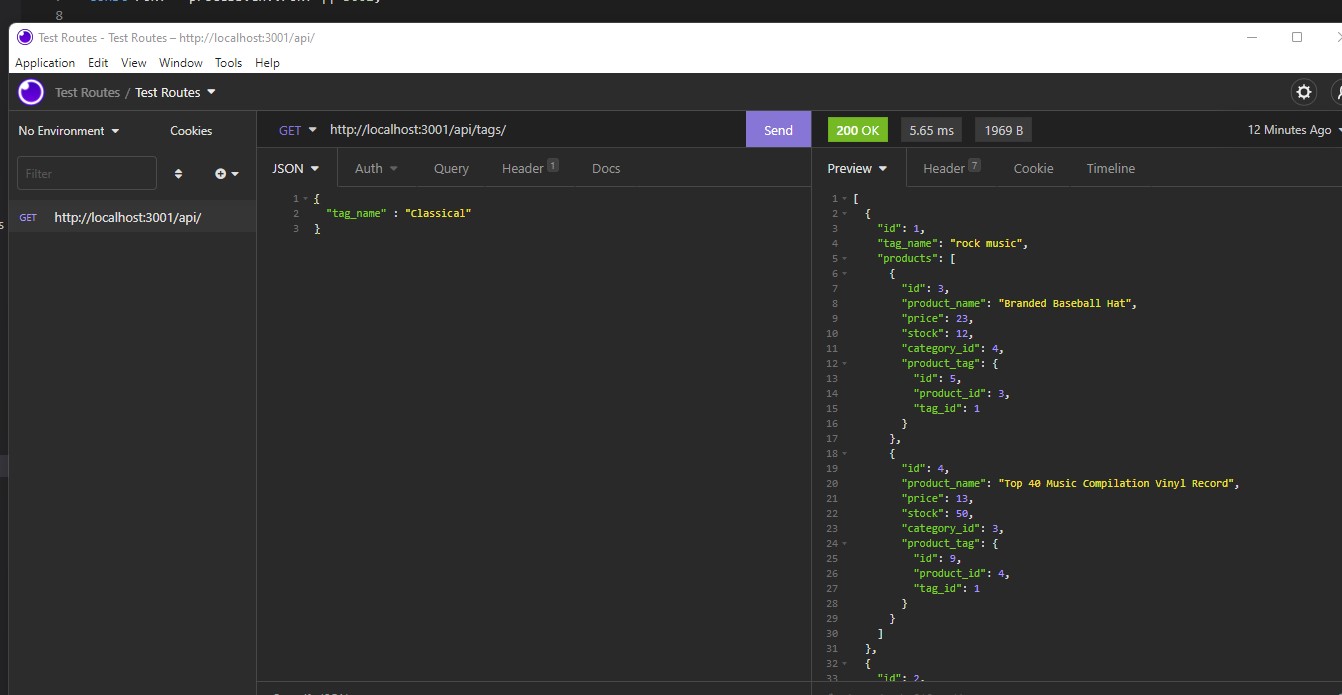 8
Test Routes - Test Routes – http://localhost:3001/api/
Application Edit View Window Tools Help
Test Routes / Test Routes
No Environment Cookies
GET http://localhost:3001/api/tags/ Send
200 OK 5.65 ms 1969 B 12 Minutes Ago
Filter
JSON Auth Query Header 1 Docs
Preview Header 7 Cookie Timeline
GET http://localhost:3001/api/
1 {
2 "tag_name" : "Classical"
3 }
1 [
2 {
3 "id": 1,
4 "tag_name": "rock music",
5 "products": [
6 {
7 "id": 3,
8 "product_name": "Branded Baseball Hat",
9 "price": 23,
10 "stock": 12,
11 "category_id": 4,
12 "product_tag": {
13 "id": 5,
14 "product_id": 3,
15 "tag_id": 1
16 }
17 },
18 {
19 "id": 4,
20 "product_name": "Top 40 Music Compilation Vinyl Record",
21 "price": 13,
22 "stock": 50,
23 "category_id": 3,
24 "product_tag": {
25 "id": 9,
26 "product_id": 4,
27 "tag_id": 1
28 }
29 }
30 ]
31 },
32 {
33 "id": 2,